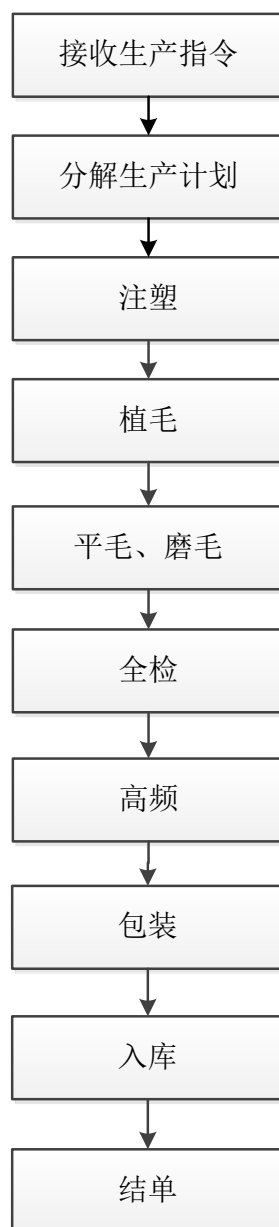 接收生产指令
分解生产计划
注塑
植毛
平毛、磨毛
全检
高频
包装
入库
结单